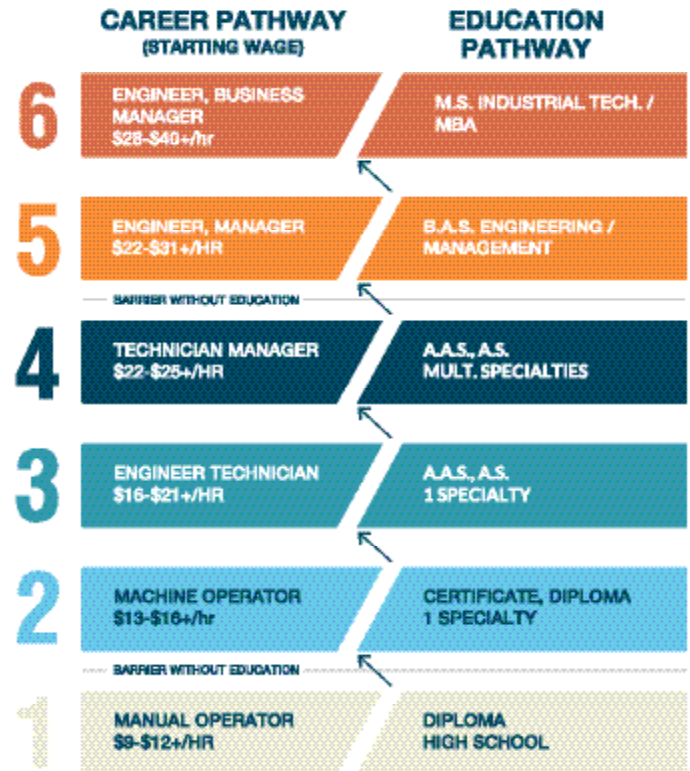 CAREER PATHWAY
(STARTING WAGE)
EDUCATION
PATHWAY
6
ENGINEER, BUSINESS
MANAGER
$28-$40+/hr
M.S. INDUSTRIAL TECH. /
MBA
5
ENGINEER, MANAGER
$22-$31+/HR
B.A.S. ENGINEERING /
MANAGEMENT
BARRIER WITHOUT EDUCATION
4
TECHNICIAN MANAGER
$22-$25+/HR
A.A.S., A.S.
MULT. SPECIALTIES
3
ENGINEER TECHNICIAN
$16-$21+/HR
A.A.S., A.S.
1 SPECIALTY
2
MACHINE OPERATOR
$13-$16+/hr
CERTIFICATE, DIPLOMA
1 SPECIALTY
BARRIER WITHOUT EDUCATION
1
MANUAL OPERATOR
$9-$12+/HR
DIPLOMA
HIGH SCHOOL